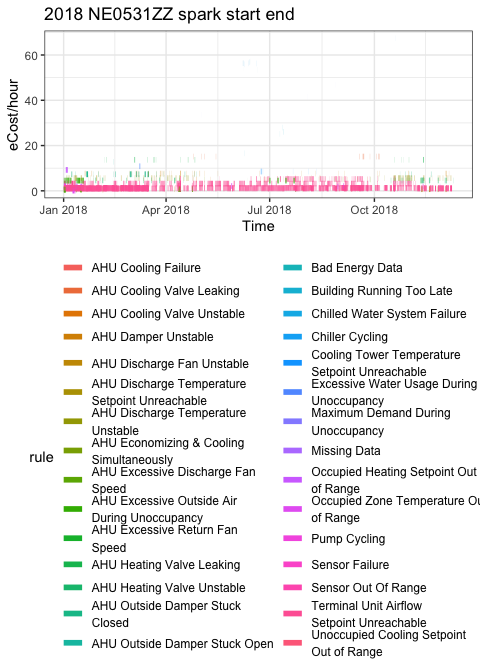 2018 NE0531ZZ spark start end
eCost/hour
60
40
20
0
Jan 2018
Apr 2018
Jul 2018
Oct 2018
Time
rule
AHU Cooling Failure
AHU Cooling Valve Leaking
AHU Cooling Valve Unstable
AHU Damper Unstable
AHU Discharge Fan Unstable
AHU Discharge Temperature
Setpoint Unreachable
AHU Discharge Temperature
Unstable
AHU Economizing & Cooling
Simultaneously
AHU Excessive Discharge Fan
Speed
AHU Excessive Outside Air
During Unoccupancy
AHU Excessive Return Fan
Speed
AHU Heating Valve Leaking
AHU Heating Valve Unstable
AHU Outside Damper Stuck
Closed
AHU Outside Damper Stuck Open
Bad Energy Data
Building Running Too Late
Chilled Water System Failure
Chiller Cycling
Cooling Tower Temperature
Setpoint Unreachable
Excessive Water Usage During
Unoccupancy
Maximum Demand During
Unoccupancy
Missing Data
Occupied Heating Setpoint Out
of Range
Occupied Zone Temperature Ou
of Range
Pump Cycling
Sensor Failure
Sensor Out Of Range
Terminal Unit Airflow
Setpoint Unreachable
Unoccupied Cooling Setpoint
Out of Range